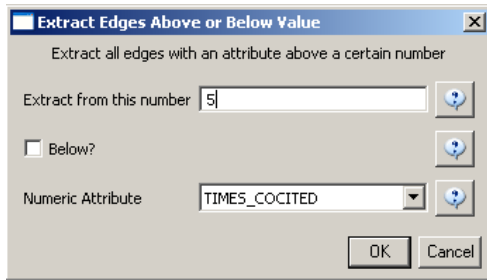 Extract Edges Above or Below Value
Extract all edges with an attribute above a certain number
Extract from this number 5
Below?
Numeric Attribute TIMES_COCITED
OK Cancel